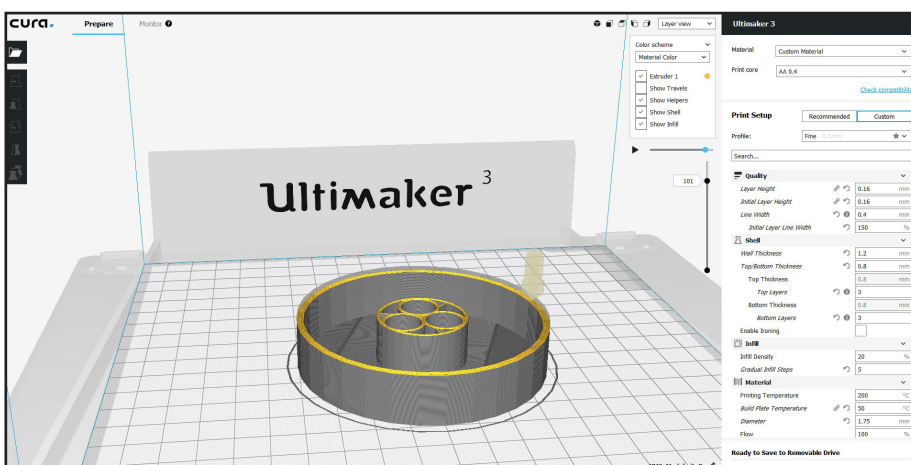 cura.
Prepare
Monitor
Layer view
Ultimaker 3
Color scheme
Material Color
Extruder 1
Show Travels
Show Helpers
Show Shell
Show Infill
101
Ultimaker 3
Material Custom Material
Print core AA 0.4
Check compatibility
Print Setup Recommended Custom
Profile: Fine 0.1mm
Search...
Quality
Layer Height 0.16 mm
Initial Layer Height 0.16 mm
Line Width 0.4 mm
Initial Layer Line Width 150 %
Shell
Wall Thickness 1.2 mm
Top/Bottom Thickness 0.8 mm
Top Thickness 0.8 mm
Top Layers 3
Bottom Thickness 0.8 mm
Bottom Layers 3
Enable Ironing
Infill
Infill Density 20 %
Gradual Infill Steps 5
Material
Printing Temperature 200 °C
Build Plate Temperature 50 °C
Diameter 1.75 mm
Flow 100 %
Ready to Save to Removable Drive